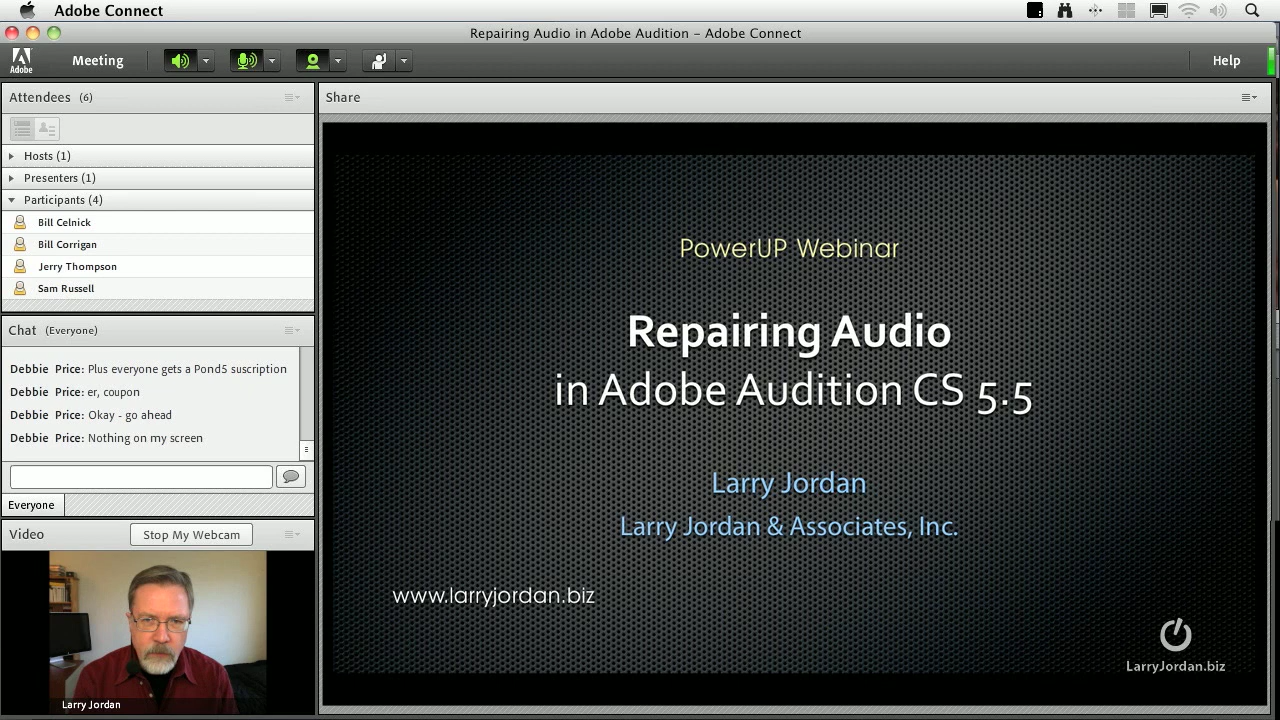 Adobe Connect
Repairing Audio in Adobe Audition – Adobe Connect
Adobe
Meeting
Help
Attendees (6)
Hosts (1)
Presenters (1)
Participants (4)
Bill Celnick
Bill Corrigan
Jerry Thompson
Sam Russell
Chat (Everyone)
Debbie Price: Plus everyone gets a Pond5 suscription
Debbie Price: er, coupon
Debbie Price: Okay - go ahead
Debbie Price: Nothing on my screen
Everyone
Video
Stop My Webcam
Larry Jordan
Share
PowerUP Webinar
Repairing Audio
in Adobe Audition CS 5.5
Larry Jordan
Larry Jordan & Associates, Inc.
www.larryjordan.biz
LarryJordan.biz